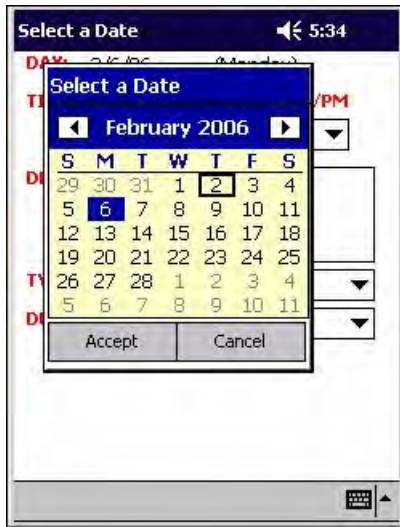 Select a Date 5:34
DAY: 2/6/06 (Monday)
/PM
Select a Date
February 2006
S M T W T F S
29 30 31 1 2 3 4
5 6 7 8 9 10 11
12 13 14 15 16 17 18
19 20 21 22 23 24 25
26 27 28 1 2 3 4
5 6 7 8 9 10 11
Accept Cancel